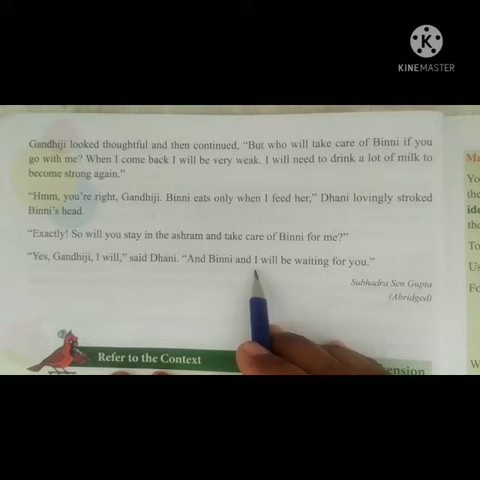 KINEMASTER
Gandhiji looked thoughtful and then continued, “But who will take care of Binni if you
go with me? When I come back I will be very weak. I will need to drink a lot of milk to
become strong again.”
“Hmm, you’re right, Gandhiji. Binni eats only when I feed her,” Dhani lovingly stroked
Binni’s head.
“Exactly! So will you stay in the ashram and take care of Binni for me?”
“Yes, Gandhiji, I will,” said Dhani. “And Binni and I will be waiting for you.”
Subhadra Sen Gupta
(Abridged)
Refer to the Context